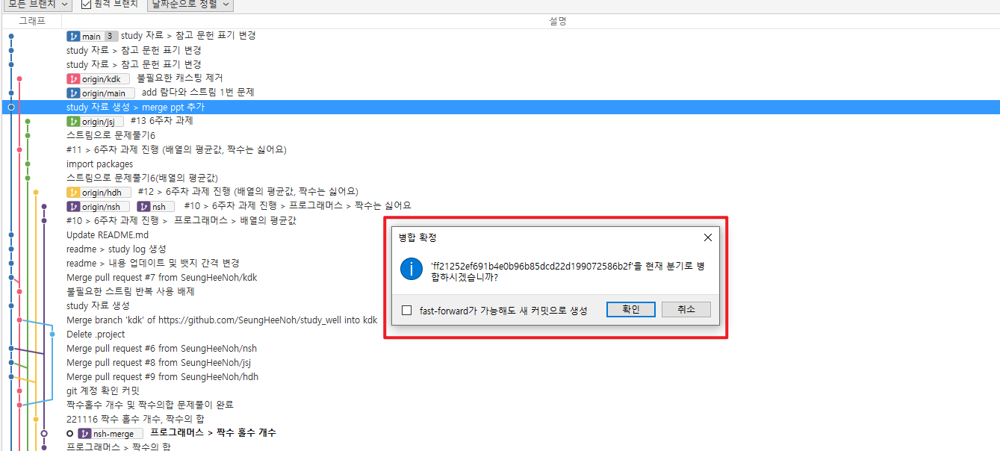 모든 브랜치 원격 브랜치 날짜순으로 정렬
그래프 설명
main 3 study 자료 > 참고 문헌 표기 변경
study 자료 > 참고 문헌 표기 변경
study 자료 > 참고 문헌 표기 변경
origin/kdk 불필요한 캐스팅 제거
origin/main add 람다와 스트림 1번 문제
study 자료 생성 > merge ppt 추가
origin/jsj #13 6주차 과제
스트림으로 문제풀기6
#11 > 6주차 과제 진행 (배열의 평균값, 짝수는 싫어요)
import packages
스트림으로 문제풀기6(배열의 평균값)
origin/hdh #12 > 6주차 과제 진행 (배열의 평균값, 짝수는 싫어요)
origin/nsh nsh #10 > 6주차 과제 진행 > 프로그래머스 > 짝수는 싫어요
#10 > 6주차 과제 진행 > 프로그래머스 > 배열의 평균값
Update README.md
readme > study log 생성
readme > 내용 업데이트 및 뱃지 간격 변경
Merge pull request #7 from SeungHeeNoh/kdk
불필요한 스트림 반복 사용 배제
study 자료 생성
Merge branch 'kdk' of https://github.com/SeungHeeNoh/study_well into kdk
Delete .project
Merge pull request #6 from SeungHeeNoh/nsh
Merge pull request #8 from SeungHeeNoh/jsj
Merge pull request #9 from SeungHeeNoh/hdh
git 계정 확인 커밋
짝수홀수 개수 및 짝수의합 문제풀이 완료
221116 짝수 홀수 개수, 짝수의 합
nsh-merge 프로그래머스 > 짝수 홀수 개수
프로그래머스 > 짝수의 합
병합 확정
'ff21252ef691b4e0b96b85dcd22d199072586b2f'을 현재 분기로 병
합하시겠습니까?
fast-forward가 가능해도 새 커밋으로 생성 확인 취소